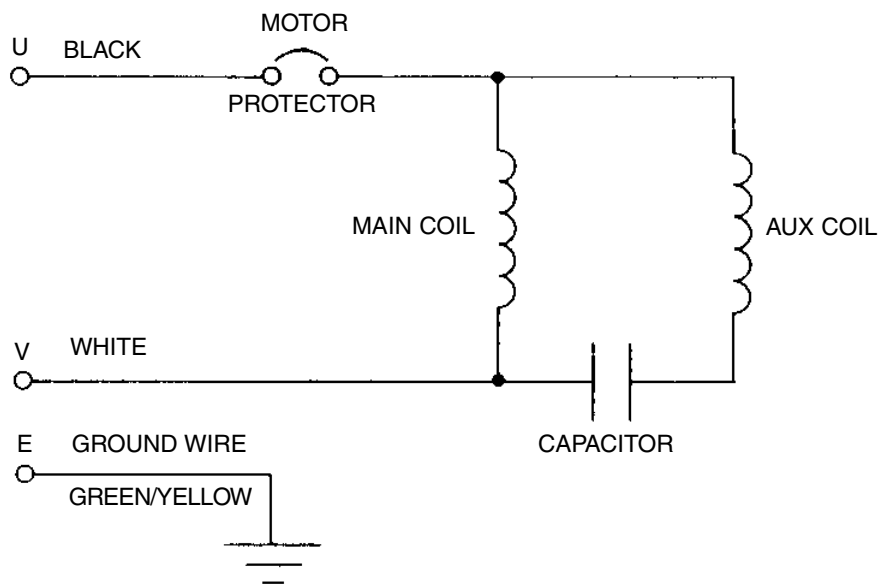 MOTOR
U
BLACK
PROTECTOR
MAIN COIL
AUX COIL
V
WHITE
CAPACITOR
E
GROUND WIRE
GREEN/YELLOW